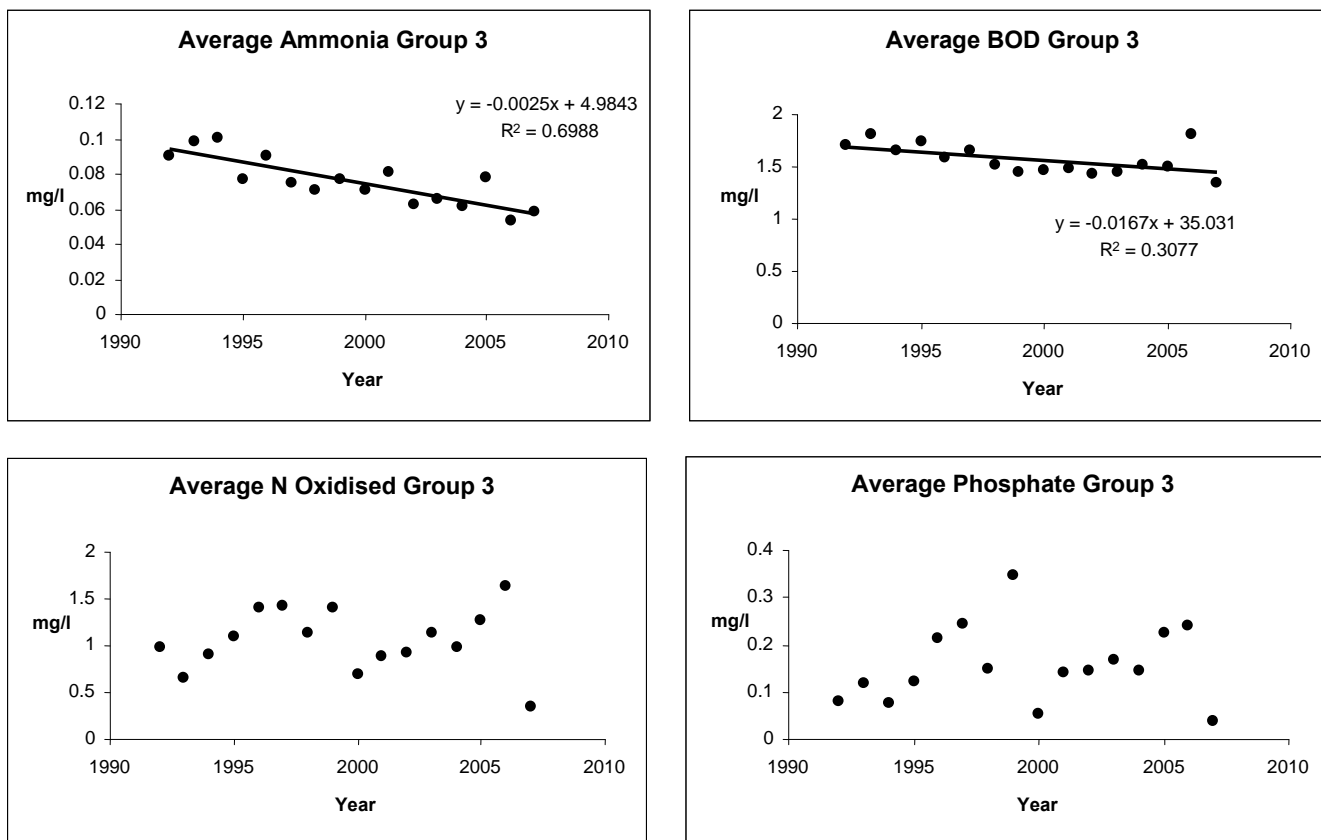 Average Ammonia Group 3
y = -0.0025x + 4.9843
R² = 0.6988
0.12
0.1
0.08
0.06
0.04
0.02
0
mg/l
1990 1995 2000 2005 2010
Year
Average BOD Group 3
2
1.5
1
0.5
0
mg/l
y = -0.0167x + 35.031
R² = 0.3077
1990 1995 2000 2005 2010
Year
Average N Oxidised Group 3
2
1.5
1
0.5
0
mg/l
1990 1995 2000 2005 2010
Year
Average Phosphate Group 3
0.4
0.3
0.2
0.1
0
mg/l
1990 1995 2000 2005 2010
Year